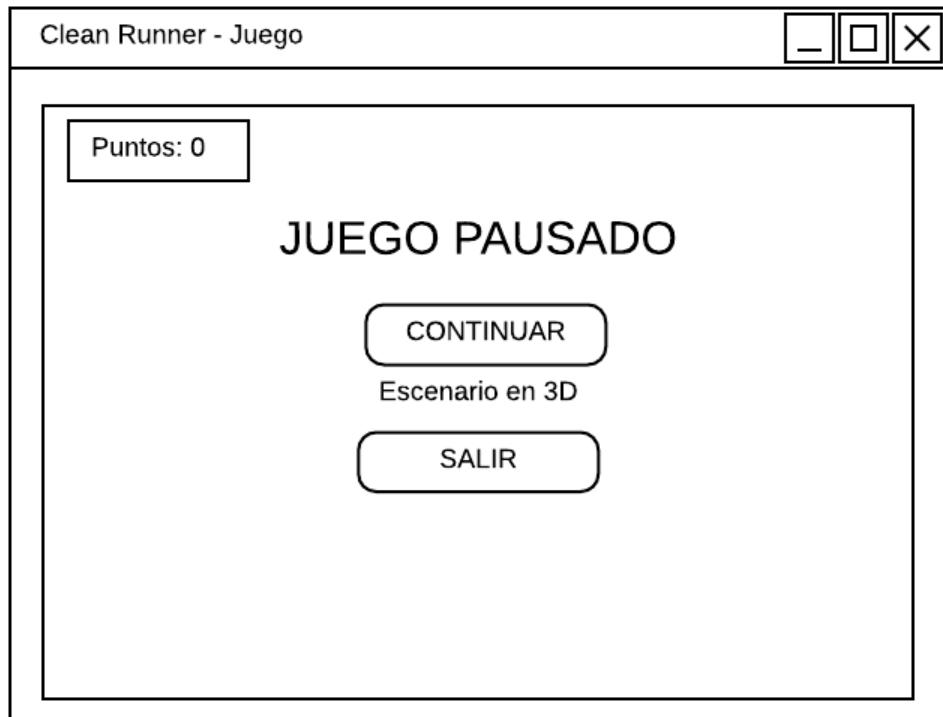 Clean Runner - Juego
Puntos: 0
JUEGO PAUSADO
CONTINUAR
Escenario en 3D
SALIR